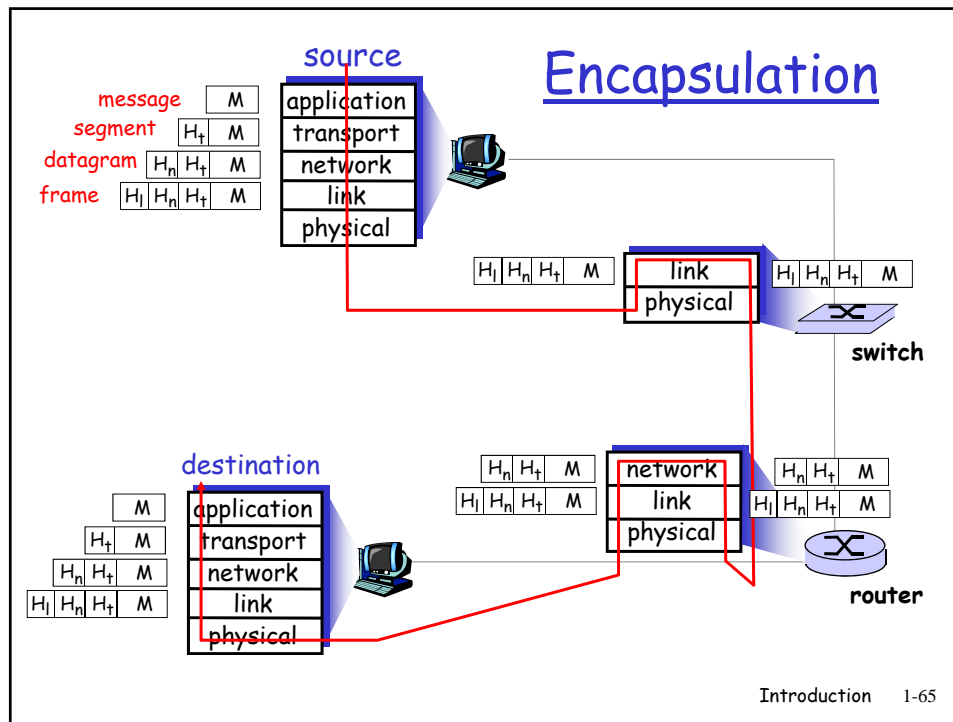 Encapsulation
source
message M application
segment Ht M transport
datagram Hn Ht M network
frame Hl Hn Ht M link
physical
Hl Hn Ht M link Hl Hn Ht M
physical
switch
destination
Hn Ht M network Hn Ht M
Hl Hn Ht M link Hl Hn Ht M
physical
router
M application
Ht M transport
Hn Ht M network
Hl Hn Ht M link
physical
Introduction 1-65